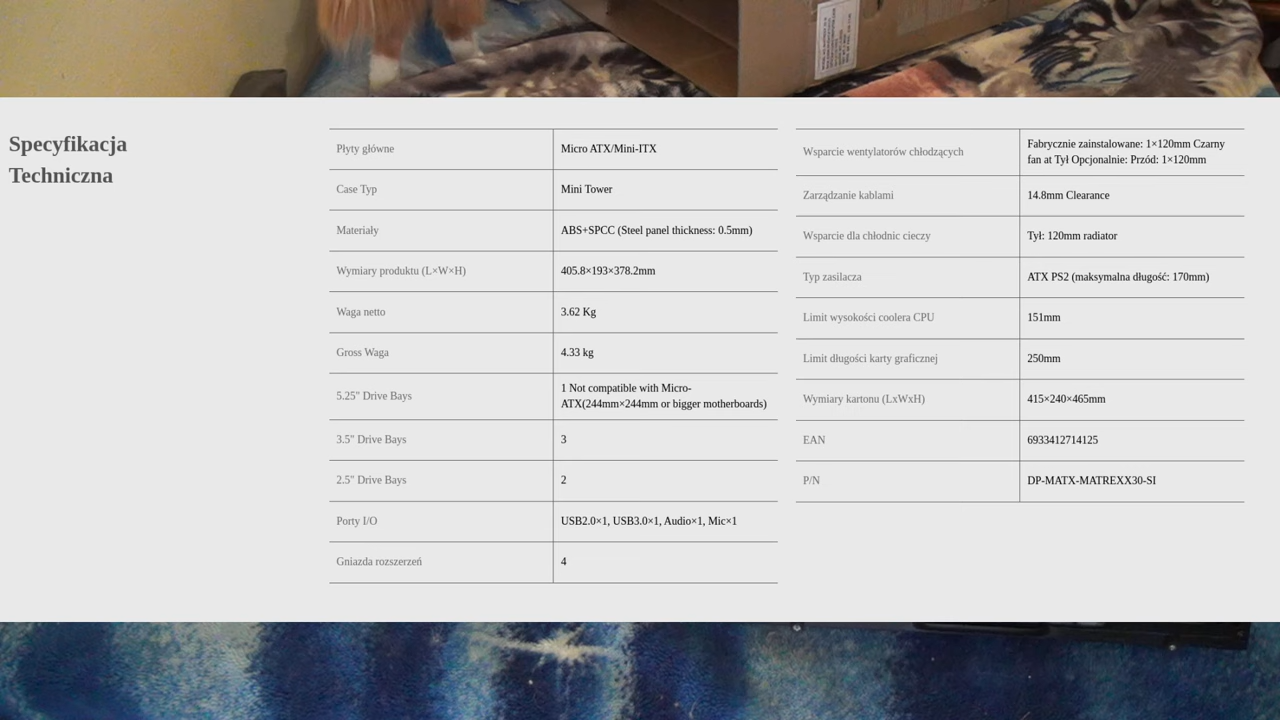 Specyfikacja
Techniczna
Płyty główne
Micro ATX/Mini-ITX
Case Typ
Mini Tower
Materiały
ABS+SPCC (Steel panel thickness: 0.5mm)
Wymiary produktu (L×W×H)
405.8×193×378.2mm
Waga netto
3.62 Kg
Gross Waga
4.33 kg
5.25" Drive Bays
1 Not compatible with Micro-
ATX(244mm×244mm or bigger motherboards)
3.5" Drive Bays
3
2.5" Drive Bays
2
Porty I/O
USB2.0×1, USB3.0×1, Audio×1, Mic×1
Gniazda rozszerzeń
4
Wsparcie wentylatorów chłodzących
Fabrycznie zainstalowane: 1×120mm Czarny
fan at Tył Opcjonalnie: Przód: 1×120mm
Zarządzanie kablami
14.8mm Clearance
Wsparcie dla chłodnic cieczy
Tył: 120mm radiator
Typ zasilacza
ATX PS2 (maksymalna długość: 170mm)
Limit wysokości coolera CPU
151mm
Limit długości karty graficznej
250mm
Wymiary kartonu (LxWxH)
415×240×465mm
EAN
6933412714125
P/N
DP-MATX-MATREXX30-SI